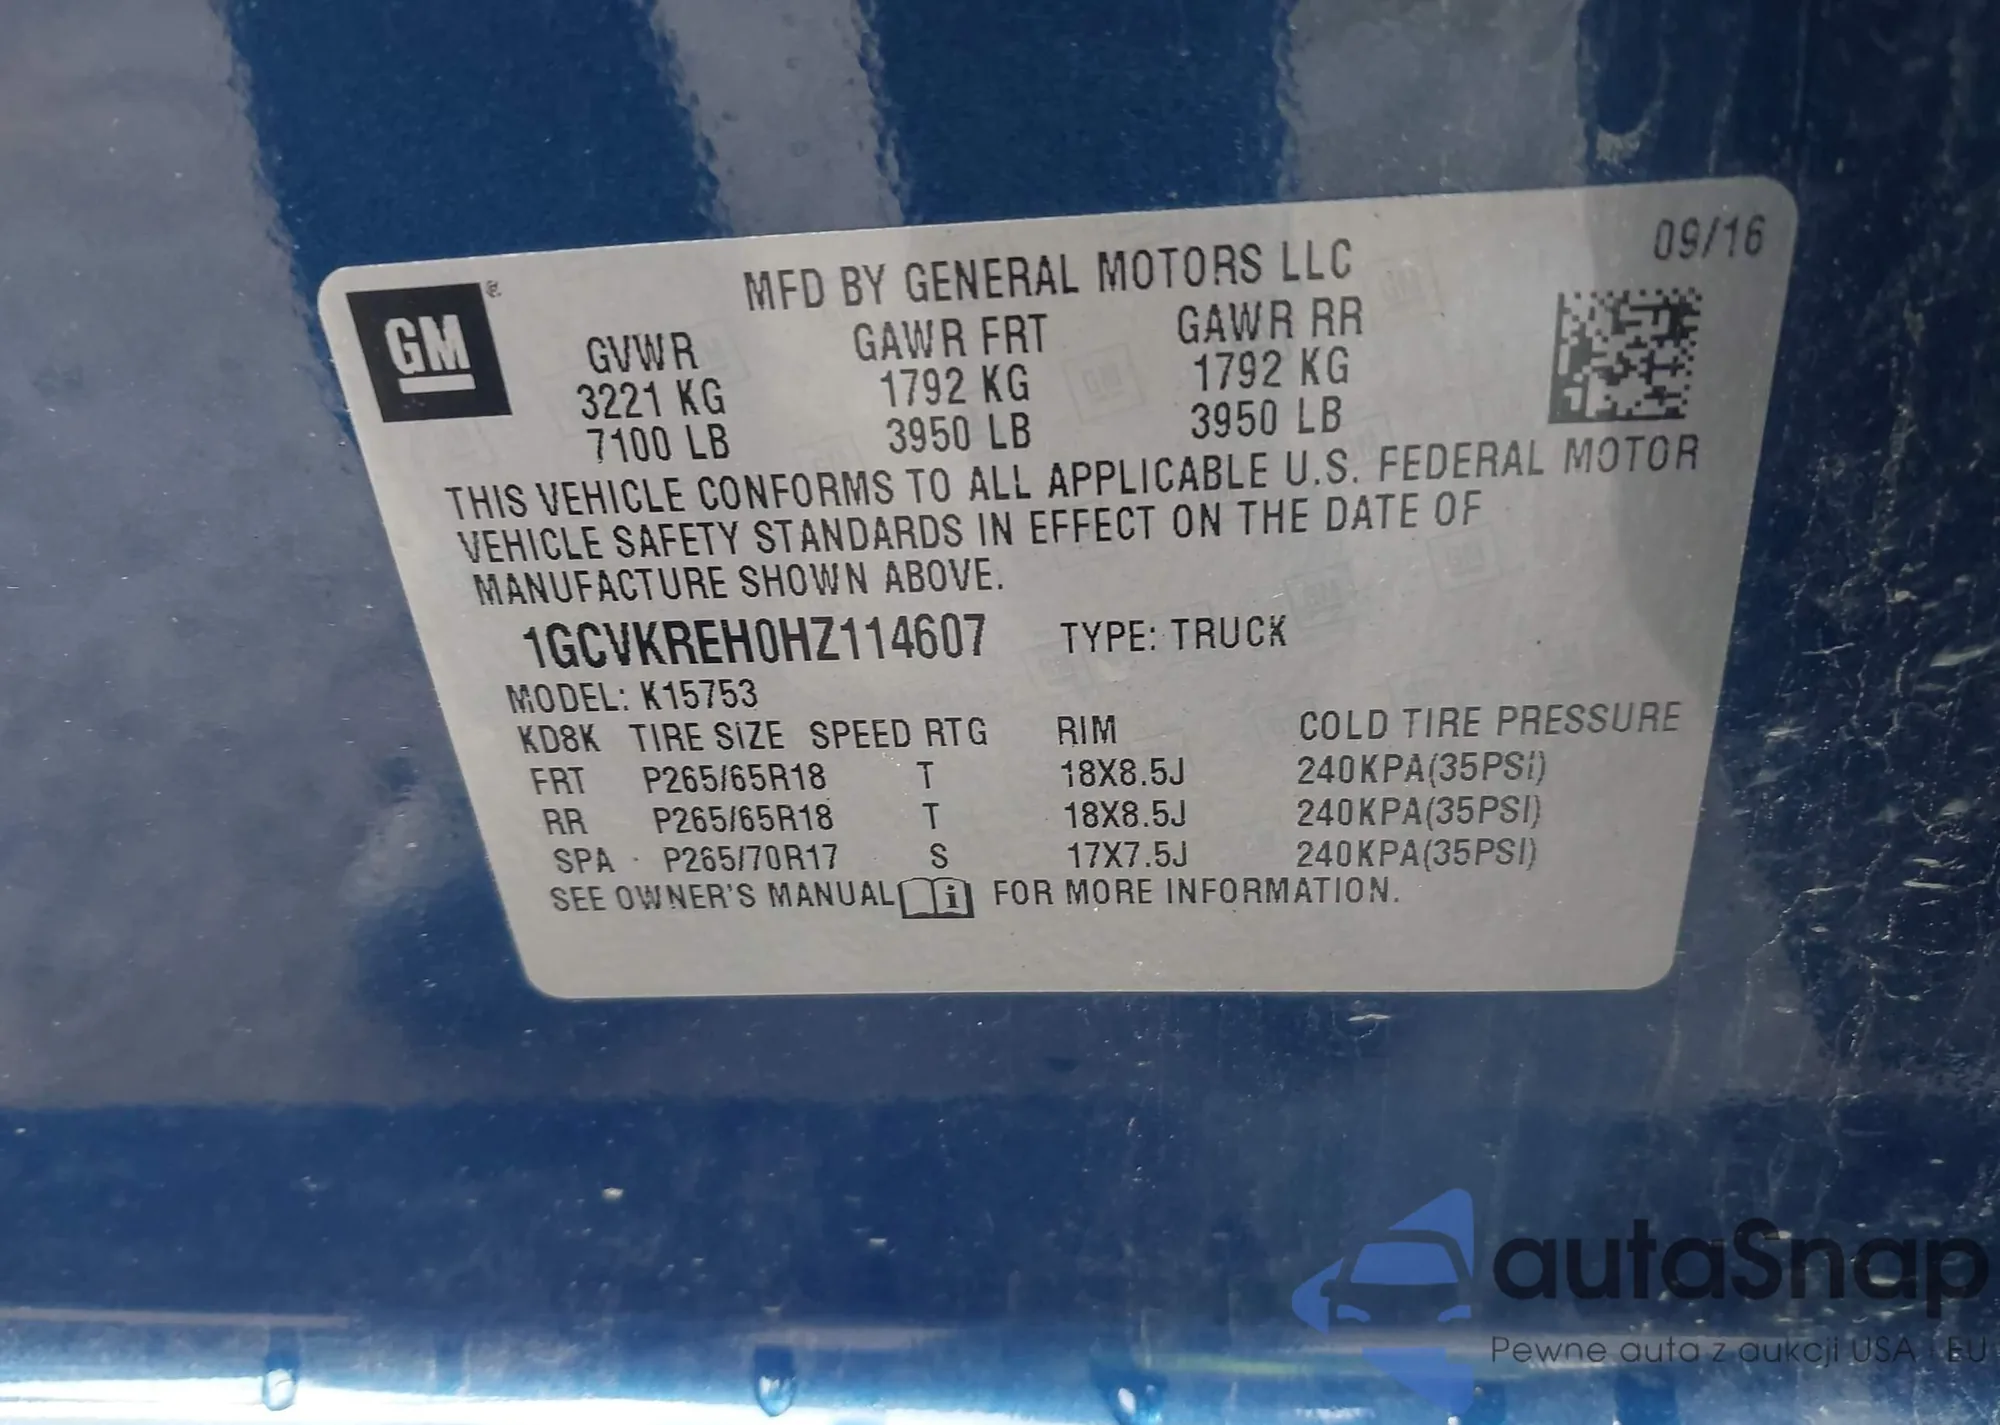 09/16
GM ®
MFD BY GENERAL MOTORS LLC
GVWR GAWR FRT GAWR RR
3221 KG 1792 KG 1792 KG
7100 LB 3950 LB 3950 LB
THIS VEHICLE CONFORMS TO ALL APPLICABLE U.S. FEDERAL MOTOR
VEHICLE SAFETY STANDARDS IN EFFECT ON THE DATE OF
MANUFACTURE SHOWN ABOVE.
1GCVKREH0HZ114607 TYPE: TRUCK
MODEL: K15753
KD8K TIRE SIZE SPEED RTG RIM COLD TIRE PRESSURE
FRT P265/65R18 T 18X8.5J 240KPA(35PSI)
RR P265/65R18 T 18X8.5J 240KPA(35PSI)
SPA P265/70R17 S 17X7.5J 240KPA(35PSI)
SEE OWNER'S MANUAL i FOR MORE INFORMATION.
autaSnap
Pewne auta z aukcji USA i EU